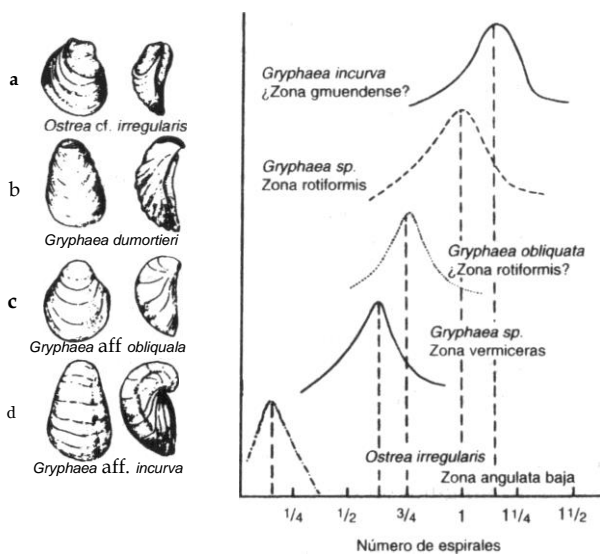 a
Ostrea cf. irregularis
b
Gryphaea dumortieri
c
Gryphaea aff obliquala
d
Gryphaea aff. incurva
Gryphaea incurva
¿Zona gmuendense?
Gryphaea sp.
Zona rotiformis
Gryphaea obliquata
¿Zona rotiformis?
Gryphaea sp.
Zona vermiceras
Ostrea irregularis
Zona angulata baja
1/4 1/2 3/4 1 1 1/4 1 1/2
Número de espirales